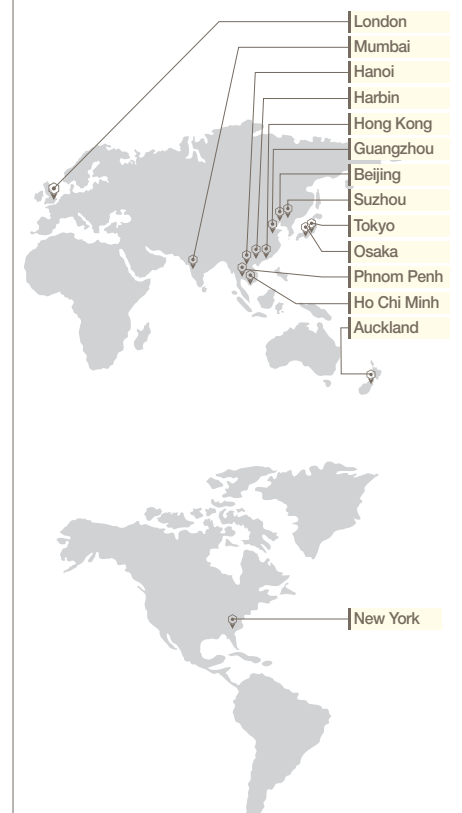 London
Mumbai
Hanoi
Harbin
Hong Kong
Guangzhou
Beijing
Suzhou
Tokyo
Osaka
Phnom Penh
Ho Chi Minh
Auckland
New York